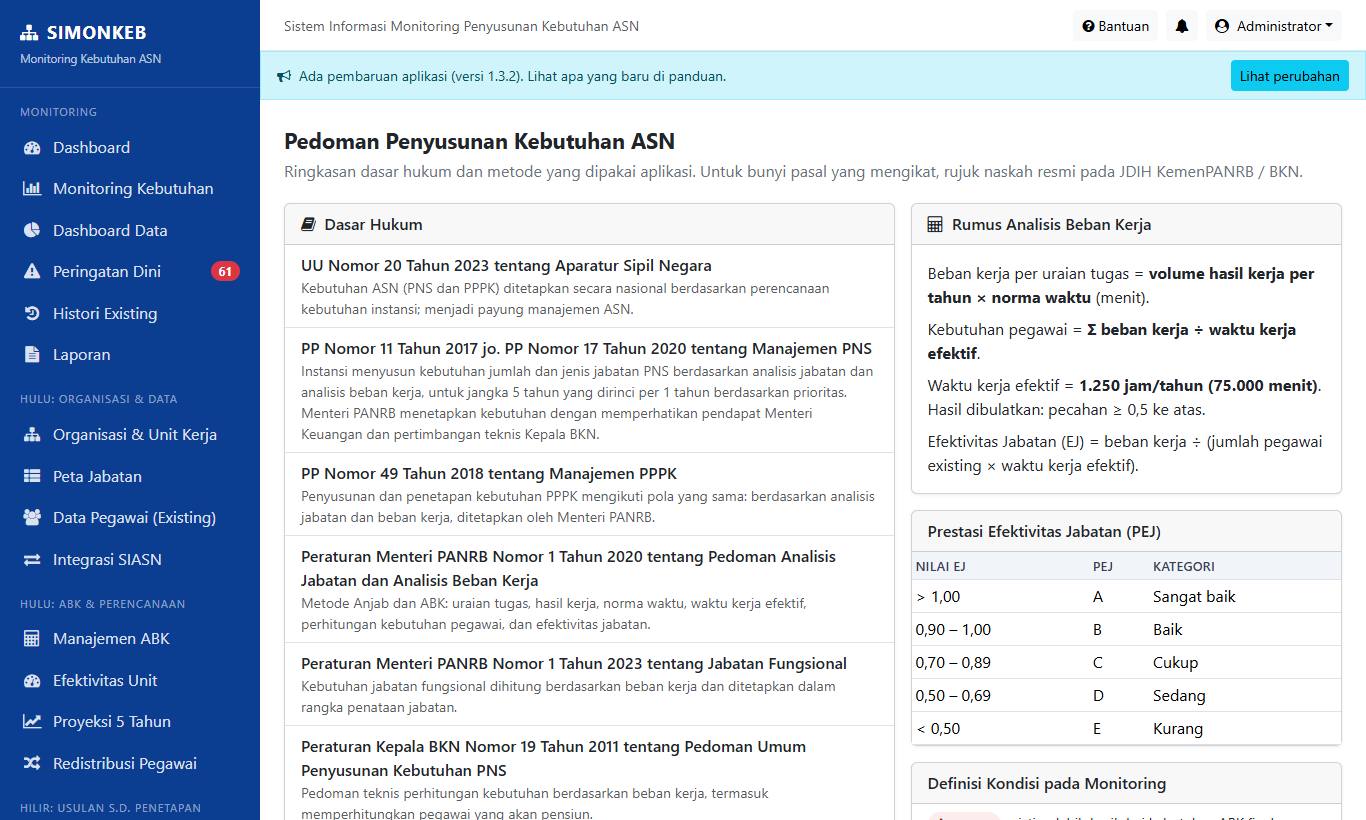 SIMONKEB
Monitoring Kebutuhan ASN
MONITORING
Dashboard
Monitoring Kebutuhan
Dashboard Data
Peringatan Dini 61
Histori Existing
Laporan
HULU: ORGANISASI & DATA
Organisasi & Unit Kerja
Peta Jabatan
Data Pegawai (Existing)
Integrasi SIASN
HULU: ABK & PERENCANAAN
Manajemen ABK
Efektivitas Unit
Proyeksi 5 Tahun
Redistribusi Pegawai
HILIR: USULAN S.D. PENETAPAN
Sistem Informasi Monitoring Penyusunan Kebutuhan ASN
Bantuan
Administrator
Ada pembaruan aplikasi (versi 1.3.2). Lihat apa yang baru di panduan.
Lihat perubahan
Pedoman Penyusunan Kebutuhan ASN
Ringkasan dasar hukum dan metode yang dipakai aplikasi. Untuk bunyi pasal yang mengikat, rujuk naskah resmi pada JDIH KemenPANRB / BKN.
Dasar Hukum
UU Nomor 20 Tahun 2023 tentang Aparatur Sipil Negara
Kebutuhan ASN (PNS dan PPPK) ditetapkan secara nasional berdasarkan perencanaan
kebutuhan instansi; menjadi payung manajemen ASN.
PP Nomor 11 Tahun 2017 jo. PP Nomor 17 Tahun 2020 tentang Manajemen PNS
Instansi menyusun kebutuhan jumlah dan jenis jabatan PNS berdasarkan analisis jabatan dan
analisis beban kerja, untuk jangka 5 tahun yang dirinci per 1 tahun berdasarkan prioritas.
Menteri PANRB menetapkan kebutuhan dengan memperhatikan pendapat Menteri
Keuangan dan pertimbangan teknis Kepala BKN.
PP Nomor 49 Tahun 2018 tentang Manajemen PPPK
Penyusunan dan penetapan kebutuhan PPPK mengikuti pola yang sama: berdasarkan analisis
jabatan dan beban kerja, ditetapkan oleh Menteri PANRB.
Peraturan Menteri PANRB Nomor 1 Tahun 2020 tentang Pedoman Analisis
Jabatan dan Analisis Beban Kerja
Metode Anjab dan ABK: uraian tugas, hasil kerja, norma waktu, waktu kerja efektif,
perhitungan kebutuhan pegawai, dan efektivitas jabatan.
Peraturan Menteri PANRB Nomor 1 Tahun 2023 tentang Jabatan Fungsional
Kebutuhan jabatan fungsional dihitung berdasarkan beban kerja dan ditetapkan dalam
rangka penataan jabatan.
Peraturan Kepala BKN Nomor 19 Tahun 2011 tentang Pedoman Umum
Penyusunan Kebutuhan PNS
Pedoman teknis perhitungan kebutuhan berdasarkan beban kerja, termasuk
memperhitungkan pegawai yang akan pensiun.
Rumus Analisis Beban Kerja
Beban kerja per uraian tugas = volume hasil kerja per
tahun × norma waktu (menit).
Kebutuhan pegawai = Σ beban kerja ÷ waktu kerja
efektif.
Waktu kerja efektif = 1.250 jam/tahun (75.000 menit).
Hasil dibulatkan: pecahan ≥ 0,5 ke atas.
Efektivitas Jabatan (EJ) = beban kerja ÷ (jumlah pegawai
existing × waktu kerja efektif).
Prestasi Efektivitas Jabatan (PEJ)
NILAI EJ PEJ KATEGORI
> 1,00 A Sangat baik
0,90 – 1,00 B Baik
0,70 – 0,89 C Cukup
0,50 – 0,69 D Sedang
< 0,50 E Kurang
Definisi Kondisi pada Monitoring